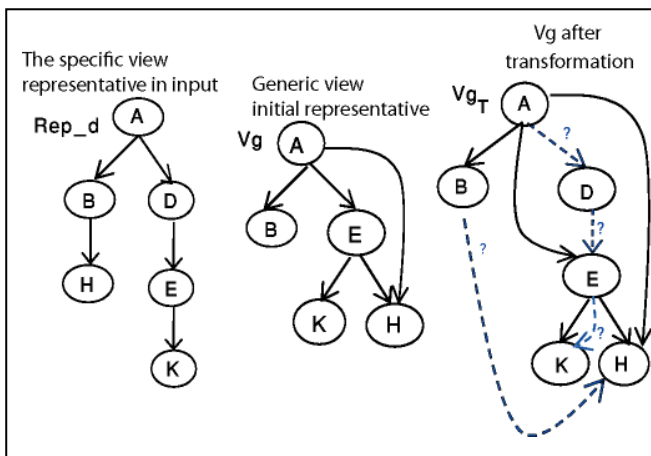 The specific view
representative in input
Rep_d
A
B
D
H
E
K
Generic view
initial representative
Vg
A
B
E
K
H
Vg after
transformation
VgT
A
?
B
D
?
?
E
?
K
H